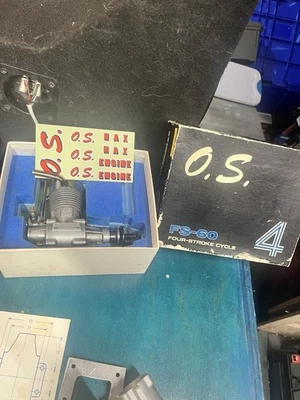 O.S.
O.S. MAX
O.S. MAX
O.S. ENGINE
O.S. ENGINE
O.S.
FS-60
FOUR-STROKE CYCLE
4